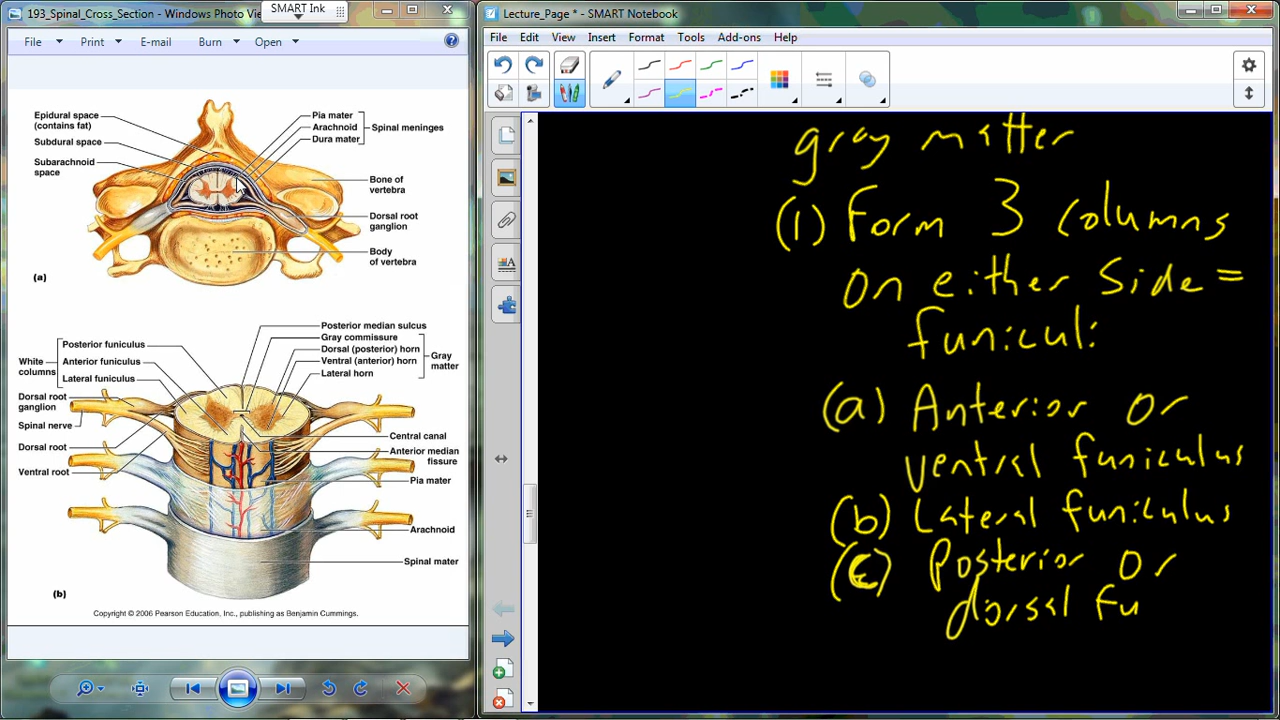 193_Spinal_Cross_Section - Windows Photo Vie
SMART Ink
File Print Burn E-mail Open
Epidural space
(contains fat)
Subdural space
Subarachnoid
space
Pia mater
Arachnoid
Dura mater
Spinal meninges
Bone of
vertebra
Dorsal root
ganglion
Body
of vertebra
(a)
Posterior median sulcus
Gray commissure
Dorsal (posterior) horn
Ventral (anterior) horn
Lateral horn
Gray
matter
White
columns
Posterior funiculus
Anterior funiculus
Lateral funiculus
Dorsal root
ganglion
Spinal nerve
Dorsal root
Ventral root
Central canal
Anterior median
fissure
Pia mater
Arachnoid
Spinal mater
(b)
Copyright © 2006 Pearson Education, Inc., publishing as Benjamin Cummings.
Lecture_Page * - SMART Notebook
File Edit View Insert Format Tools Add-ons Help
gray matter
(1) Form 3 columns
on either side =
funiculi
(a) Anterior or
ventral funiculus
(b) Lateral funiculus
(c) Posterior or
dorsal fu